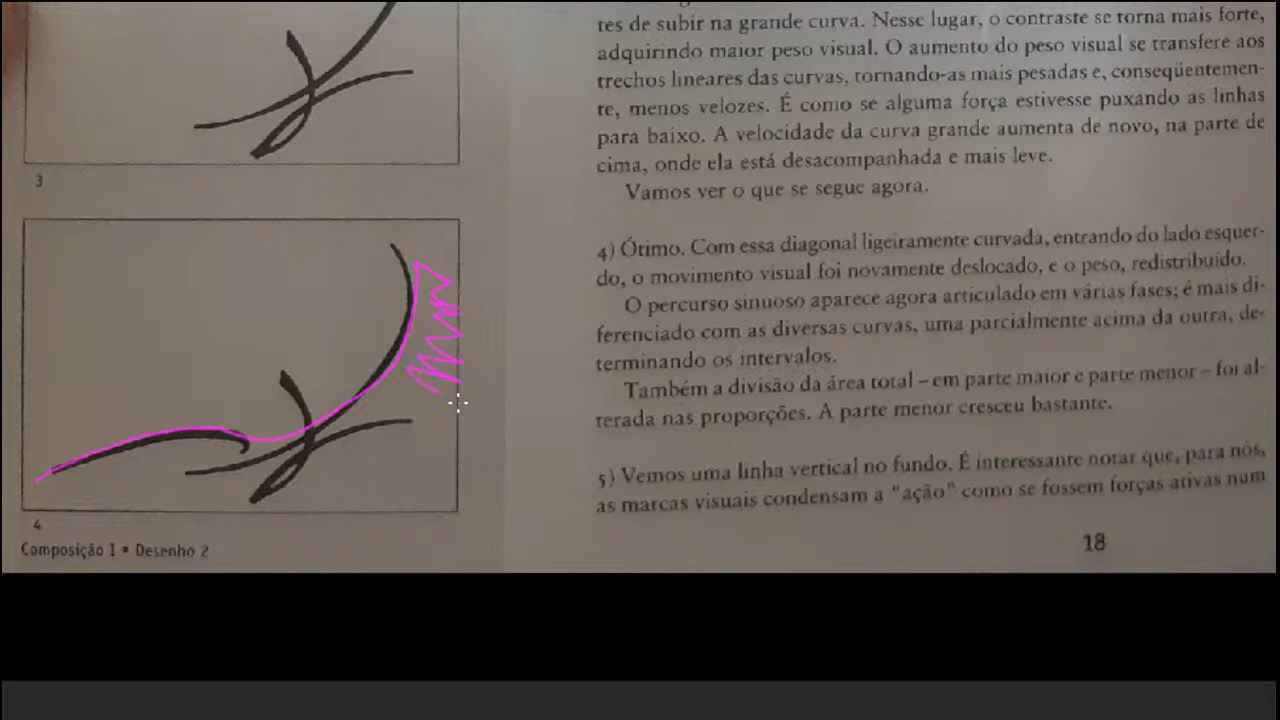 3
4
Composição I • Desenho 2
tes de subir na grande curva. Nesse lugar, o contraste se torna mais forte,
adquirindo maior peso visual. O aumento do peso visual se transfere aos
trechos lineares das curvas, tornando-as mais pesadas e, conseqüentemen-
te, menos velozes. É como se alguma força estivesse puxando as linhas
para baixo. A velocidade da curva grande aumenta de novo, na parte de
cima, onde ela está desacompanhada e mais leve.
Vamos ver o que se segue agora.
4) Ótimo. Com essa diagonal ligeiramente curvada, entrando do lado esquer-
do, o movimento visual foi novamente deslocado, e o peso, redistribuído.
O percurso sinuoso aparece agora articulado em várias fases; é mais di-
ferenciado com as diversas curvas, uma parcialmente acima da outra, de-
terminando os intervalos.
Também a divisão da área total – em parte maior e parte menor – foi al-
terada nas proporções. A parte menor cresceu bastante.
5) Vemos uma linha vertical no fundo. É interessante notar que, para nós,
as marcas visuais condensam a "ação" como se fossem forças ativas num
18